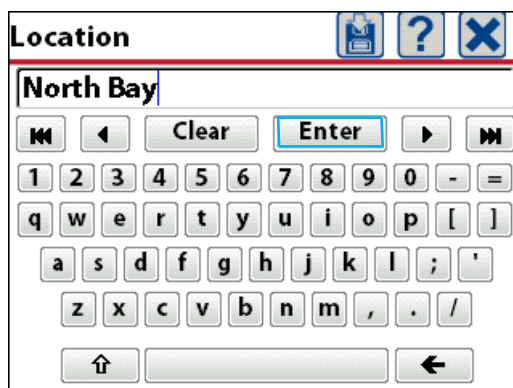 Location ?
North Bay
Clear Enter
1 2 3 4 5 6 7 8 9 0 - =
q w e r t y u i o p [ ]
a s d f g h j k l ; '
z x c v b n m , . /